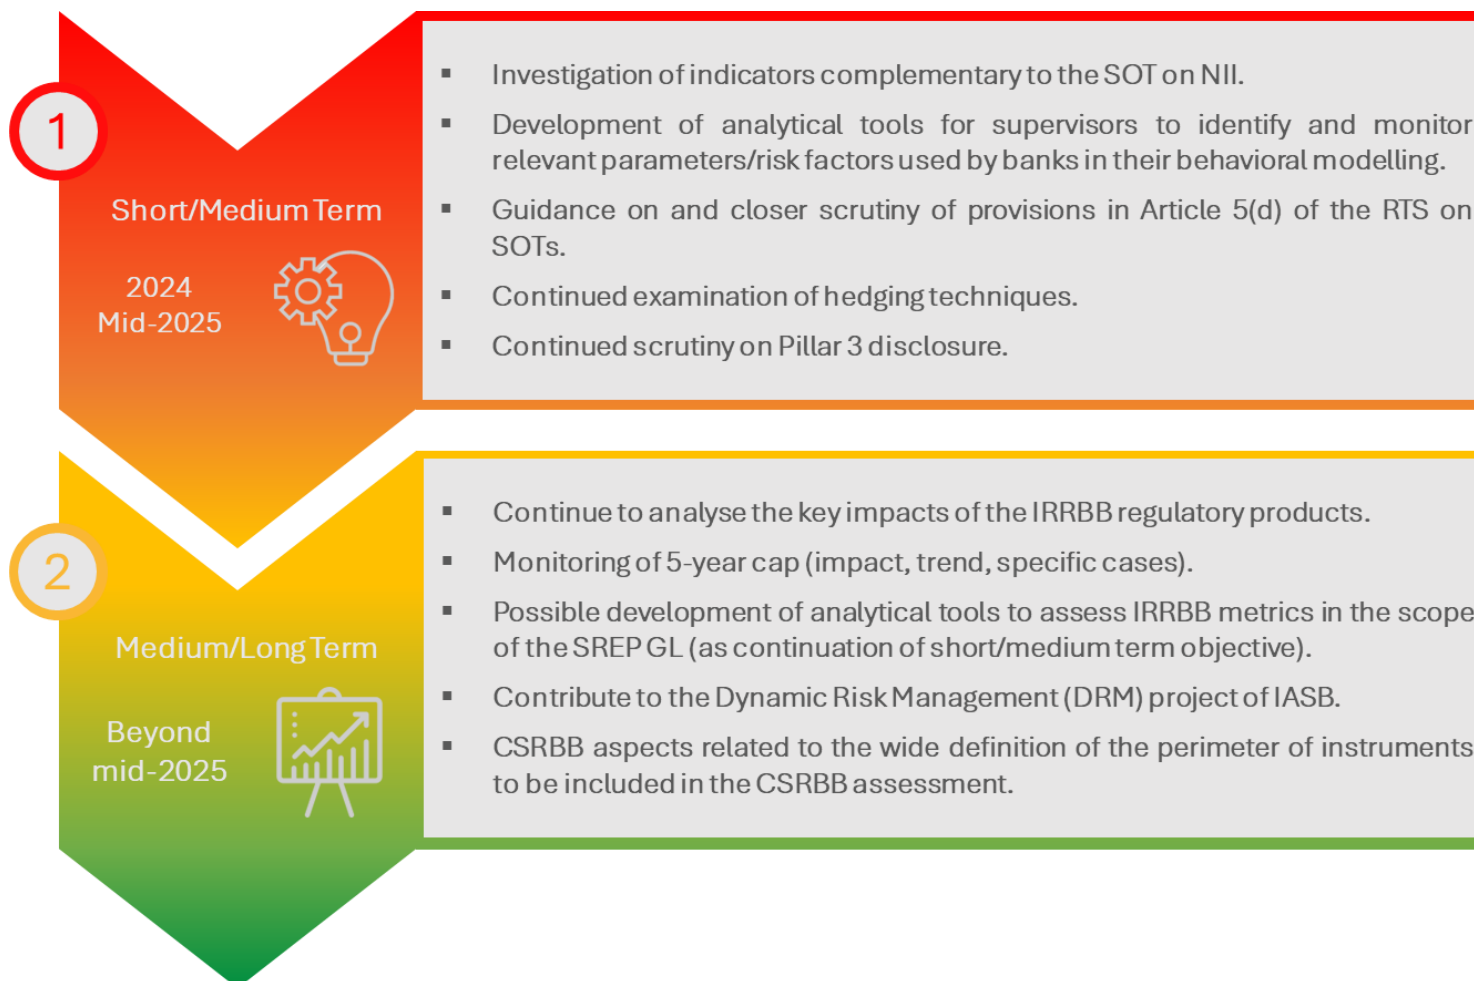 1
Short/Medium Term
2024
Mid-2025
▪ Investigation of indicators complementary to the SOT on NII.
▪ Development of analytical tools for supervisors to identify and monitor
relevant parameters/risk factors used by banks in their behavioral modelling.
▪ Guidance on and closer scrutiny of provisions in Article 5(d) of the RTS on
SOTs.
▪ Continued examination of hedging techniques.
▪ Continued scrutiny on Pillar 3 disclosure.
2
Medium/Long Term
Beyond
mid-2025
▪ Continue to analyse the key impacts of the IRRBB regulatory products.
▪ Monitoring of 5-year cap (impact, trend, specific cases).
▪ Possible development of analytical tools to assess IRRBB metrics in the scope
of the SREP GL (as continuation of short/medium term objective).
▪ Contribute to the Dynamic Risk Management (DRM) project of IASB.
▪ CSRBB aspects related to the wide definition of the perimeter of instruments
to be included in the CSRBB assessment.